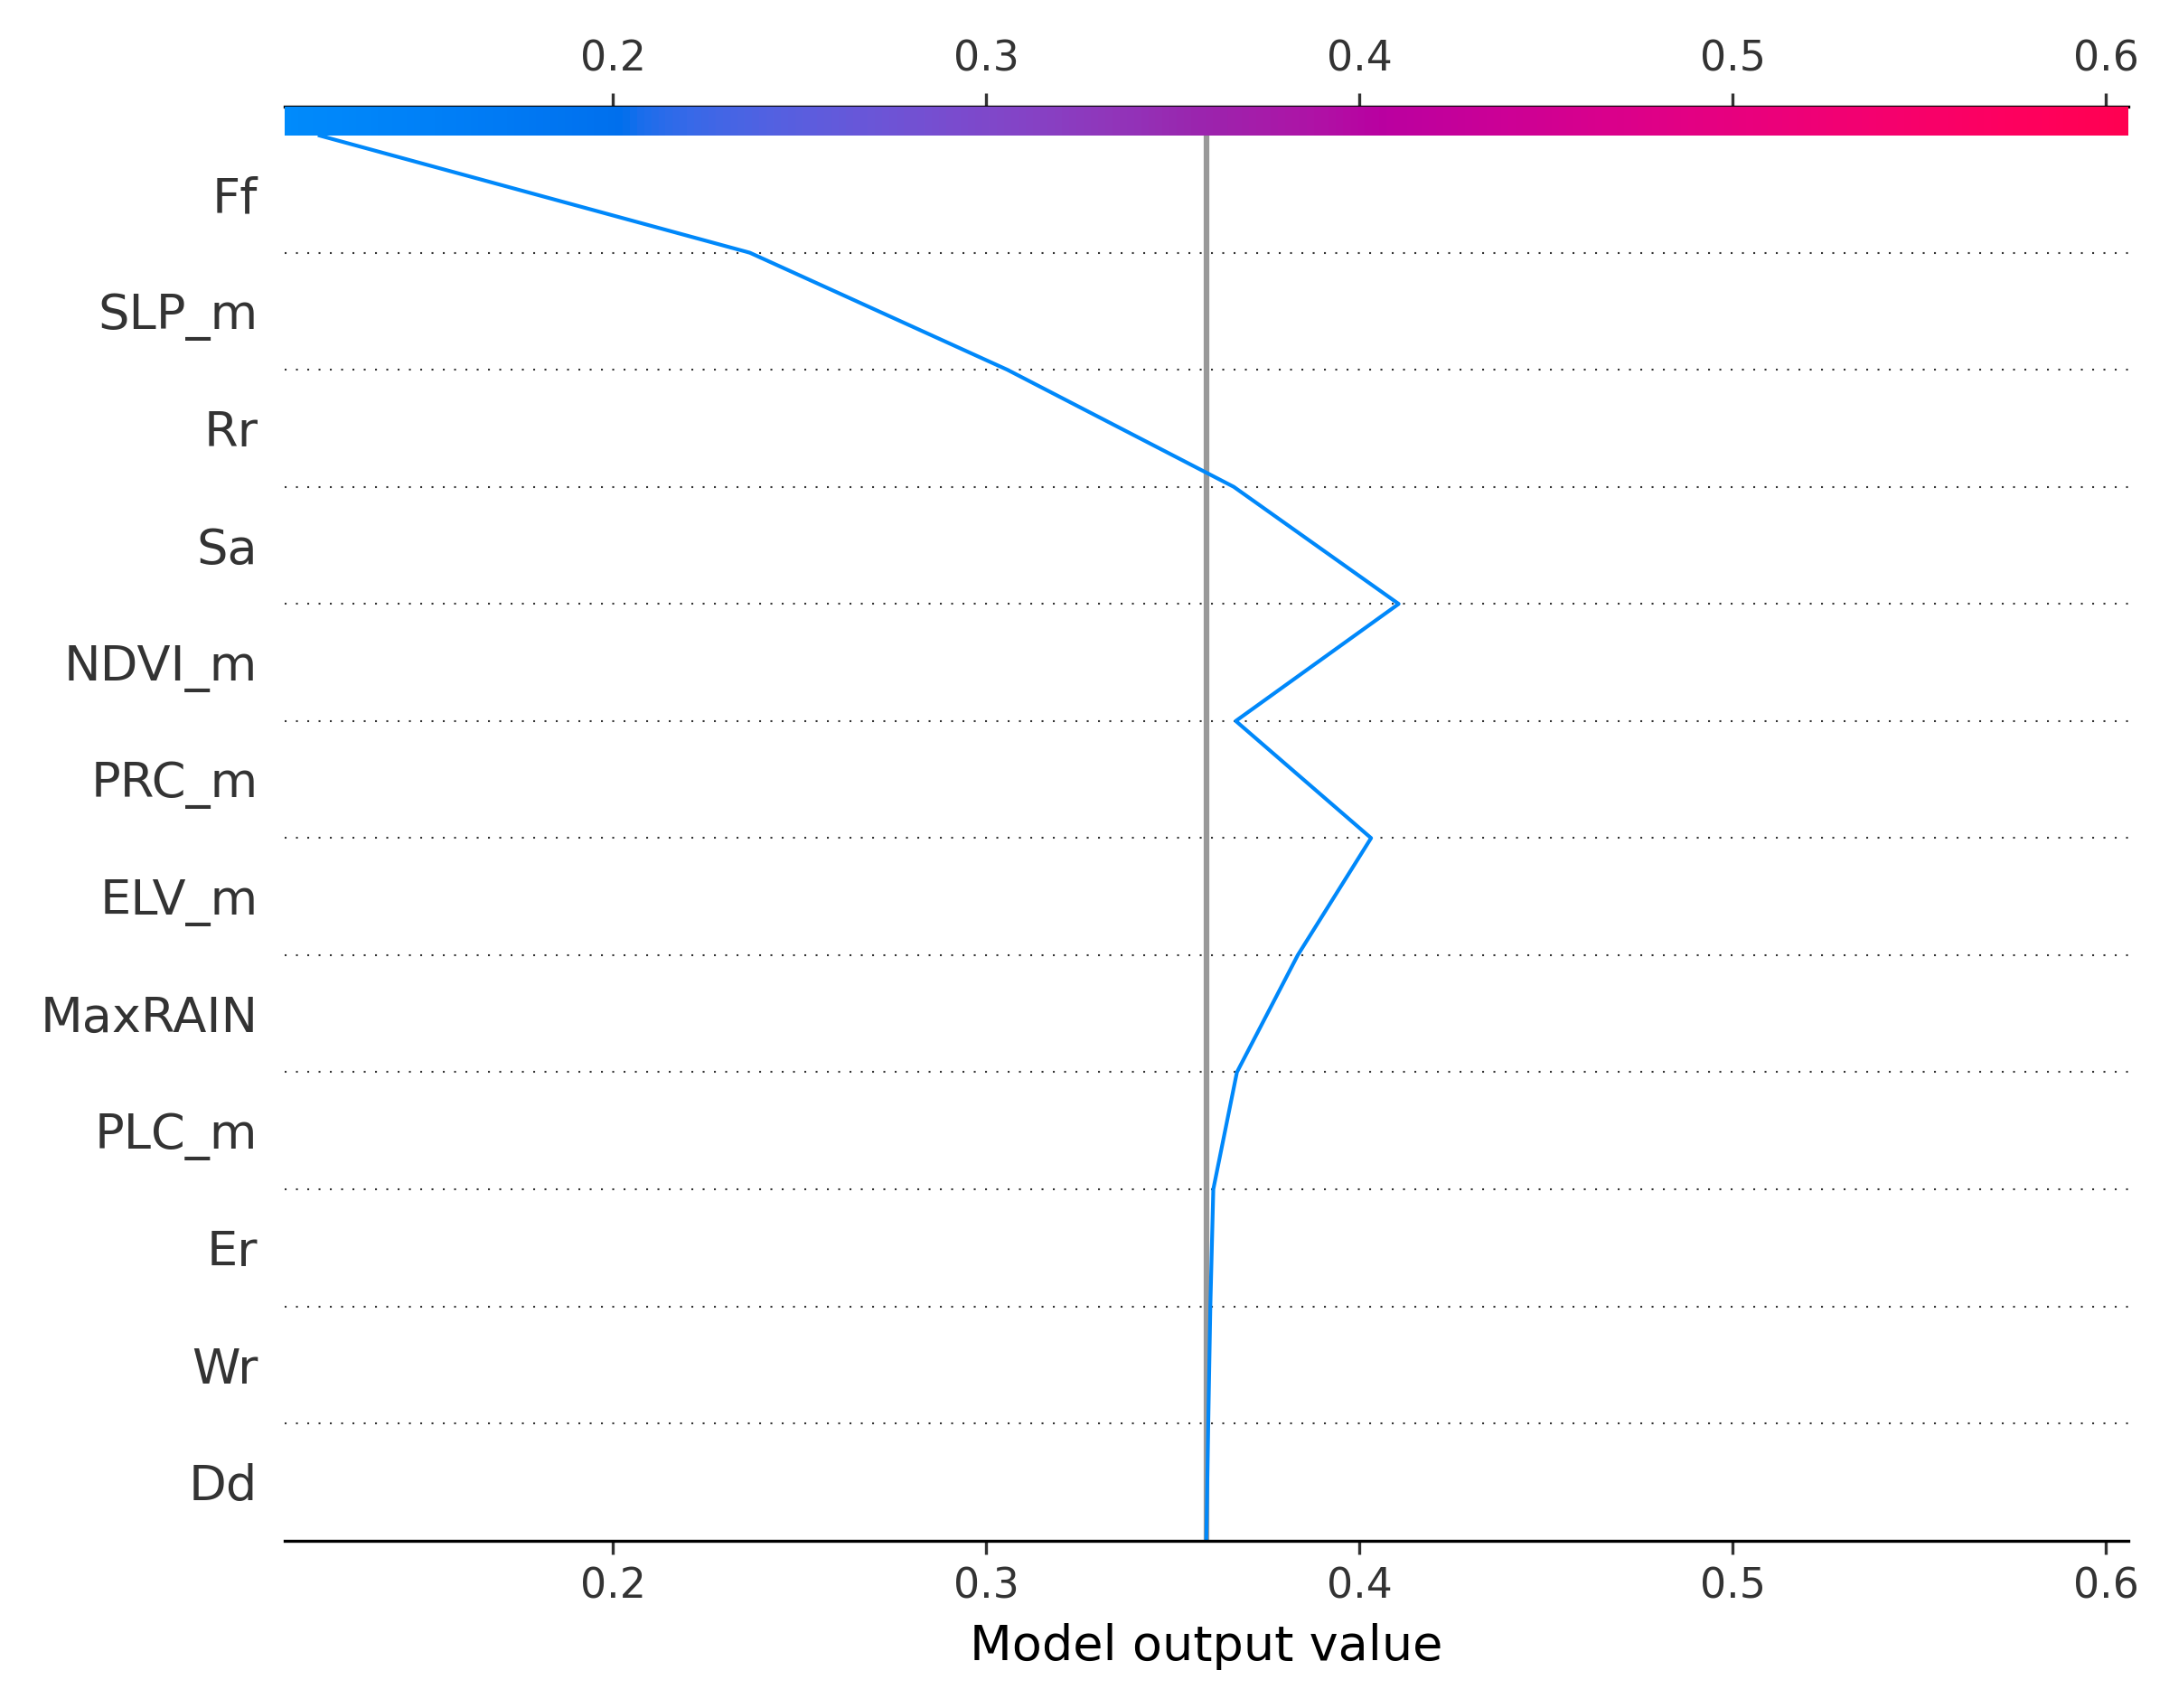 0.2 0.3 0.4 0.5 0.6
Ff
SLP_m
Rr
Sa
NDVI_m
PRC_m
ELV_m
MaxRAIN
PLC_m
Er
Wr
Dd
0.2 0.3 0.4 0.5 0.6
Model output value